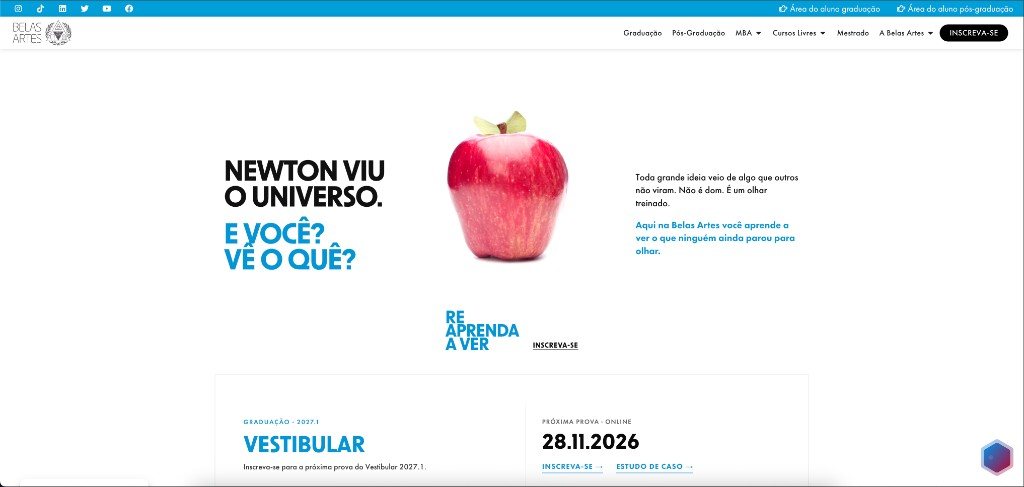 Área do aluno graduação
Área do aluno pós-graduação
BELAS
ARTES
Graduação
Pós-Graduação
MBA
Cursos Livres
Mestrado
A Belas Artes
INSCREVA-SE
NEWTON VIU
O UNIVERSO.
E VOCÊ?
VÊ O QUÊ?
Toda grande ideia veio de algo que outros
não viram. Não é dom. É um olhar
treinado.
Aqui na Belas Artes você aprende a
ver o que ninguém ainda parou para
olhar.
RE
APRENDA
A VER
INSCREVA-SE
GRADUAÇÃO · 2027.1
VESTIBULAR
Inscreva-se para a próxima prova do Vestibular 2027.1.
PRÓXIMA PROVA · ONLINE
28.11.2026
INSCREVA-SE →
ESTUDO DE CASO →